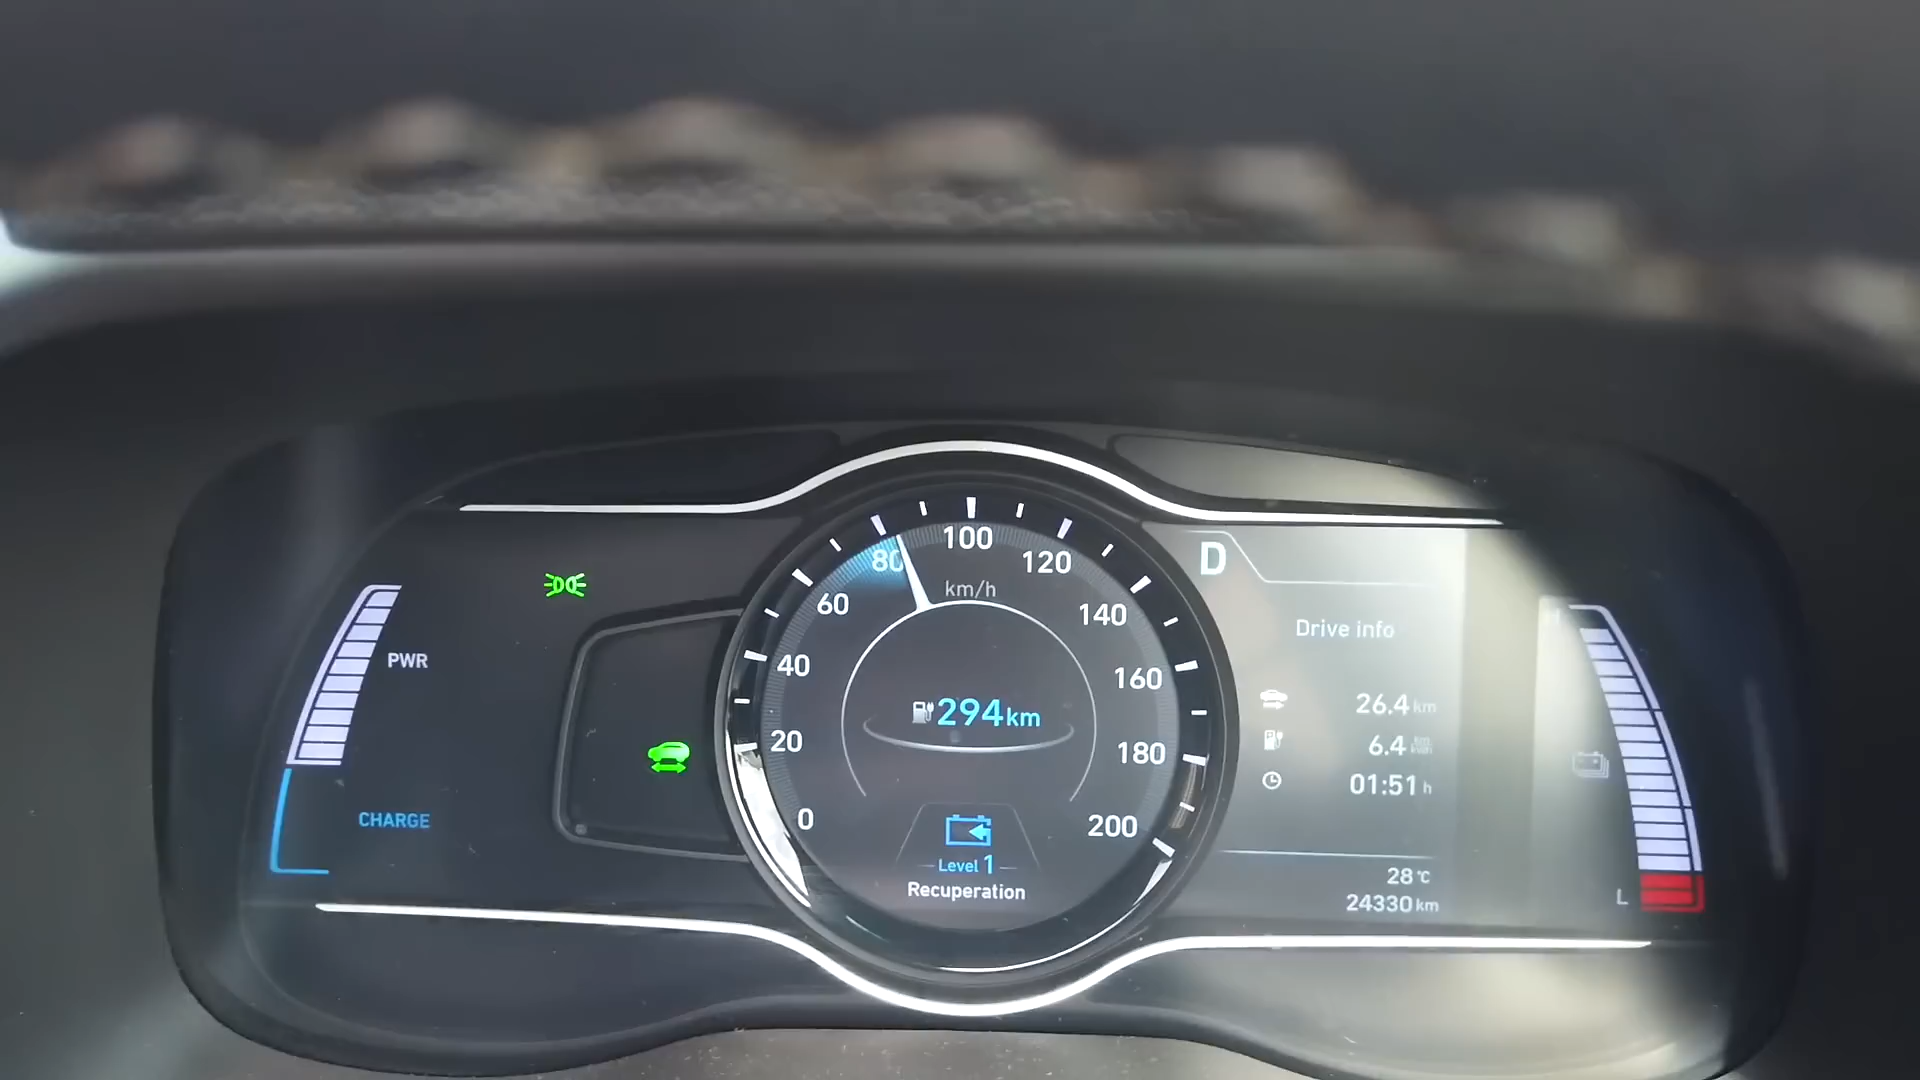 100
80
120
60
km/h
140
40
160
20
180
0
200
294km
Level 1
Recuperation
PWR
CHARGE
D
Drive info
26.4 km
6.4
01:51 h
28 °C
24330 km
H
L